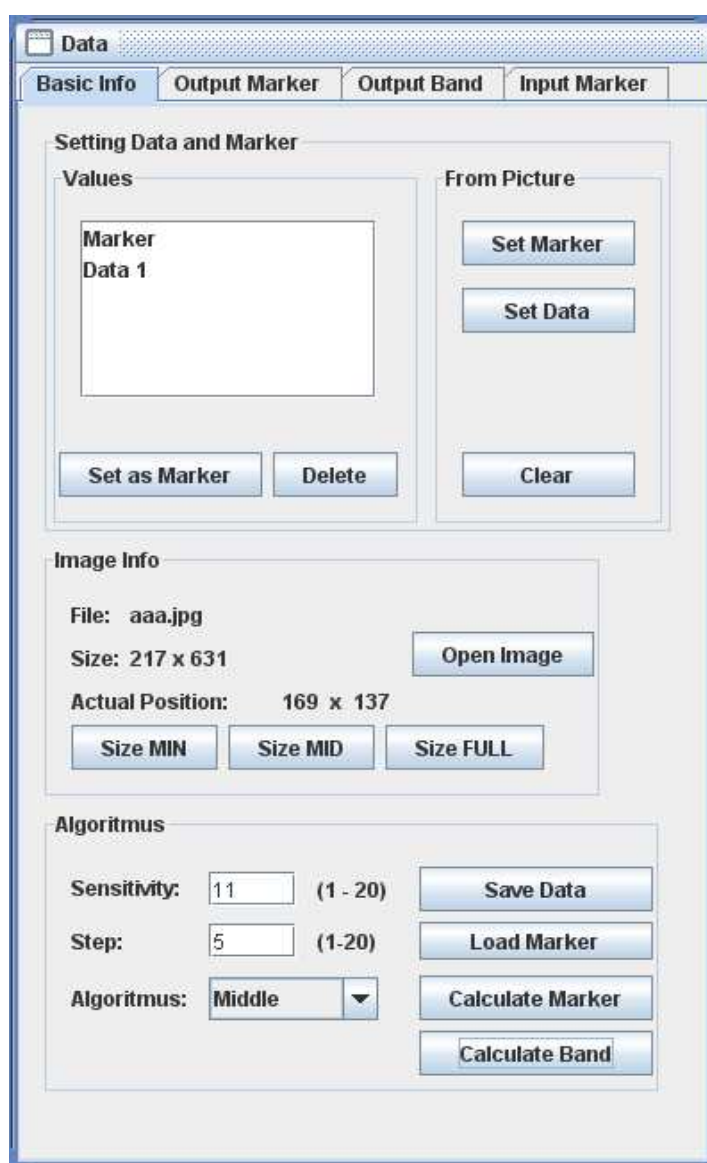 Data
Basic Info Output Marker Output Band Input Marker
Setting Data and Marker
Values
Marker
Data 1
Set as Marker Delete
From Picture
Set Marker
Set Data
Clear
Image Info
File: aaa.jpg
Size: 217 x 631
Open Image
Actual Position: 169 x 137
Size MIN Size MID Size FULL
Algoritmus
Sensitivity: 11 (1 - 20) Save Data
Step: 5 (1-20) Load Marker
Algoritmus: Middle Calculate Marker
Calculate Band